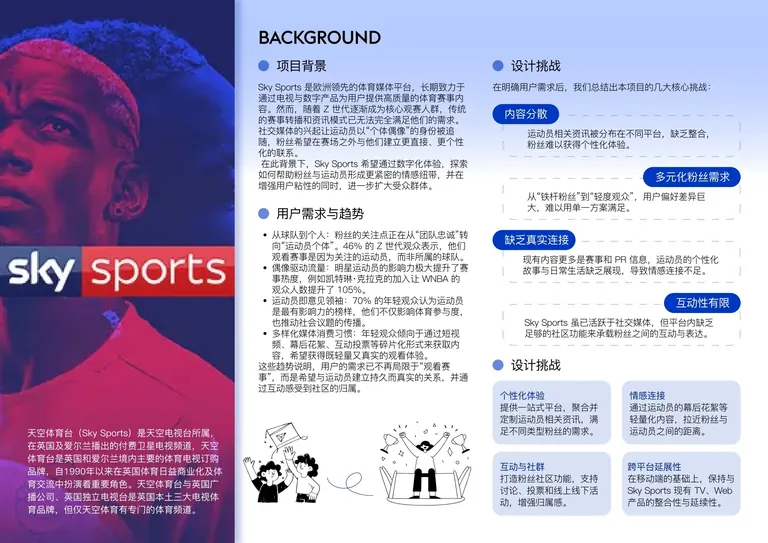 BACKGROUND
项目背景
Sky Sports 是欧洲领先的体育媒体平台，长期致力于
通过电视与数字产品为用户提供高质量的体育赛事内
容。然而，随着 Z 世代逐渐成为核心观赛人群，传统
的赛事转播和资讯模式已无法完全满足他们的需求。
社交媒体的兴起让运动员以“个体偶像”的身份被追
随，粉丝希望在赛场之外与他们建立更直接、更个性
化的联系。
在此背景下，Sky Sports 希望通过数字化体验，探索
如何帮助粉丝与运动员形成更紧密的情感纽带，并在
增强用户粘性的同时，进一步扩大受众群体。
用户需求与趋势
• 从球队到个人：粉丝的关注点正在从“团队忠诚”转
向“运动员个体”。46% 的 Z 世代观众表示，他们
观看赛事是因为关注的运动员，而非所属的球队。
• 偶像驱动流量：明星运动员的影响力极大提升了赛
事热度，例如凯特琳·克拉克的加入让 WNBA 的
观众人数提升了 105%。
• 运动员即意见领袖：70% 的年轻观众认为运动员
是最有影响力的榜样，他们不仅影响体育参与度，
也推动社会议题的传播。
• 多样化媒体消费习惯：年轻观众倾向于通过短视
频、幕后花絮、互动投票等碎片化形式来获取内
容，希望获得既轻量又真实的观看体验。
这些趋势说明，用户的需求已不再局限于“观看赛
事”，而是希望与运动员建立持久而真实的关系，并通
过互动感受到社区的归属。
设计挑战
在明确用户需求后，我们总结出本项目的几大核心挑战：
内容分散
运动员相关资讯被分布在不同平台，缺乏整合，
粉丝难以获得个性化体验。
多元化粉丝需求
从“铁杆粉丝”到“轻度观众”，用户偏好差异巨
大，难以用单一方案满足。
缺乏真实连接
现有内容更多是赛事和 PR 信息，运动员的个性化
故事与日常生活缺乏展现，导致情感连接不足。
互动性有限
Sky Sports 虽已活跃于社交媒体，但平台内缺乏
足够的社区功能来承载粉丝之间的互动与表达。
设计挑战
个性化体验
提供一站式平台，聚合并
定制运动员相关资讯，满
足不同类型粉丝的需求。
情感连接
通过运动员的幕后花絮等
轻量化内容，拉近粉丝与
运动员之间的距离。
互动与社群
打造粉丝社区功能，支持
讨论、投票和线上线下活
动，增强归属感。
跨平台延展性
在移动端的基础上，保持与
Sky Sports 现有 TV、Web
产品的整合性与延续性。
sky sports
天空体育台（Sky Sports）是天空电视台所属，
在英国及爱尔兰播出的付费卫星电视频道，天空
体育台是英国和爱尔兰境内主要的体育电视订购
品牌，自1990年以来在英国体育日益商业化及体
育交流中扮演着重要角色。天空体育台与英国广
播公司、英国独立电视台是英国本土三大电视体
育品牌，但仅天空体育有专门的体育频道。